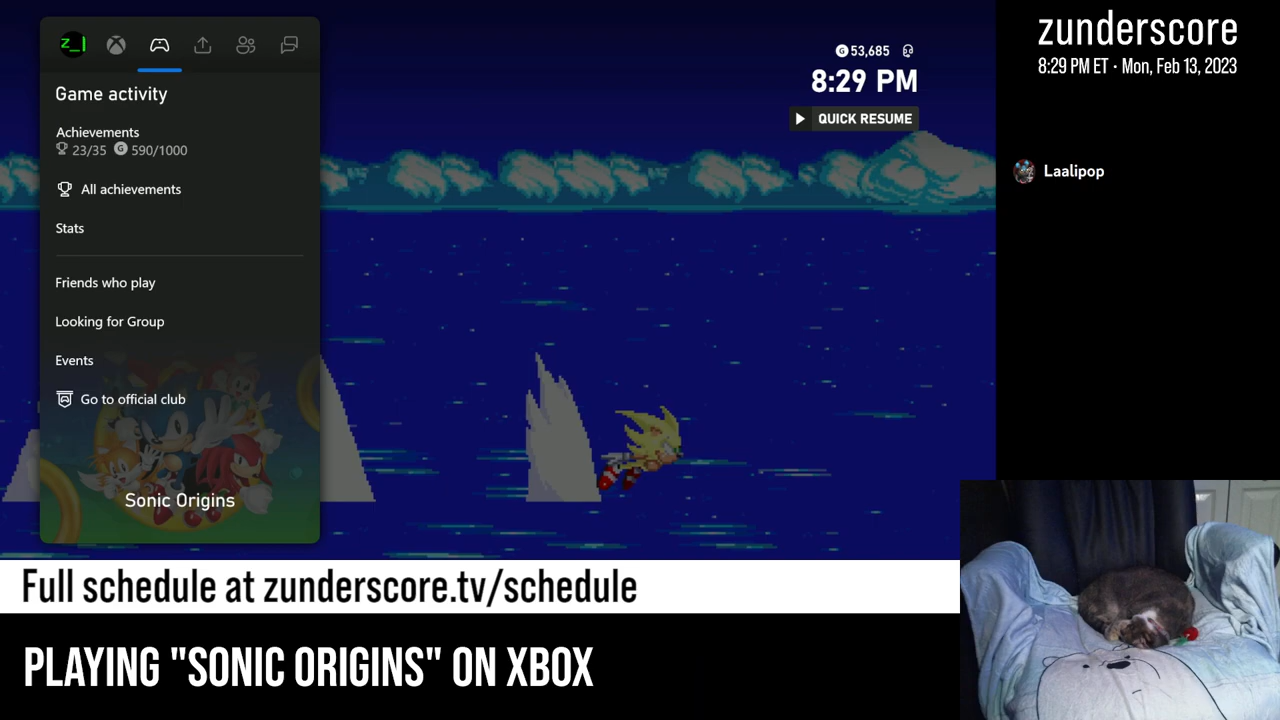 z_|
Game activity
Achievements
23/35 G 590/1000
All achievements
Stats
Friends who play
Looking for Group
Events
Go to official club
Sonic Origins
G 53,685
8:29 PM
QUICK RESUME
zunderscore
8:29 PM ET · Mon, Feb 13, 2023
Laalipop
Full schedule at zunderscore.tv/schedule
PLAYING "SONIC ORIGINS" ON XBOX